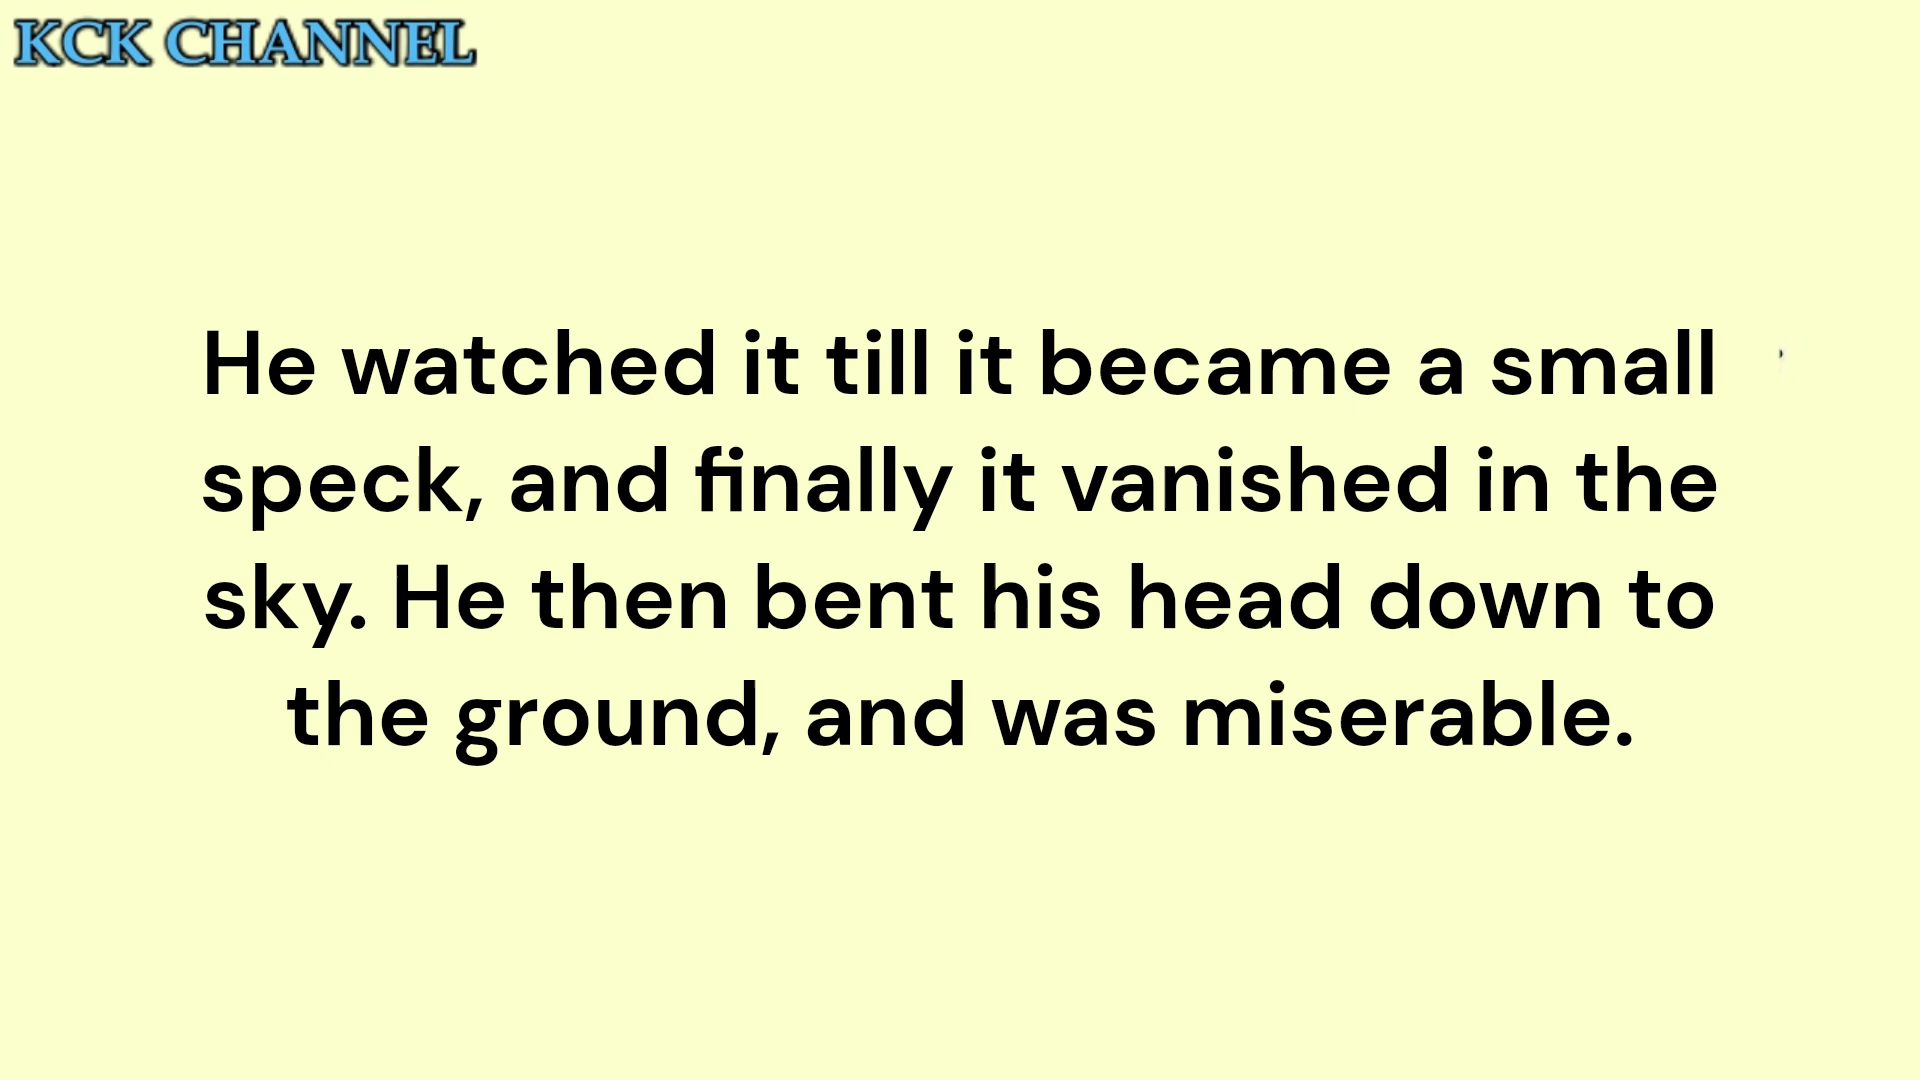 KCK CHANNEL
He watched it till it became a small
speck, and finally it vanished in the
sky. He then bent his head down to
the ground, and was miserable.